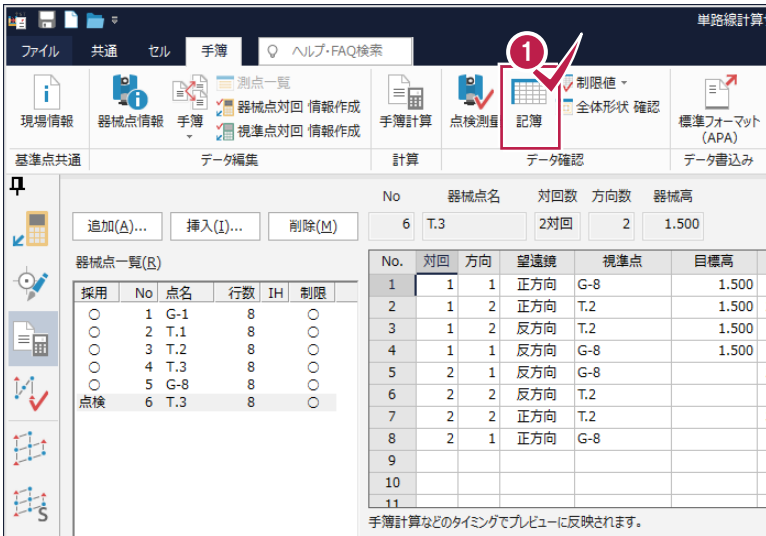 単路線計算
ファイル 共通 セル 手簿 ヘルプ・FAQ検索
1
現場情報 器械点情報 手簿 測点一覧 器械点対回 情報作成 視準点対回 情報作成 手簿計算 点検測量 記簿 制限値 全体形状 確認 標準フォーマット (APA)
基準点共通 データ編集 計算 データ確認 データ書込み
No 器械点名 対回数 方向数 器械高
追加(A)... 挿入(I)... 削除(M) 6 T.3 2対回 2 1.500
器械点一覧(R)
採用 No 点名 行数 IH 制限
○ 1 G-1 8 ○
○ 2 T.1 8 ○
○ 3 T.2 8 ○
○ 4 T.3 8 ○
○ 5 G-8 8 ○
点検 6 T.3 8 ○
No. 対回 方向 望遠鏡 視準点 目標高
1 1 1 正方向 G-8 1.500
2 1 2 正方向 T.2 1.500
3 1 2 反方向 T.2 1.500
4 1 1 反方向 G-8 1.500
5 2 1 反方向 G-8
6 2 2 反方向 T.2
7 2 2 正方向 T.2
8 2 1 正方向 G-8
9
10
11
手簿計算などのタイミングでプレビューに反映されます。
S